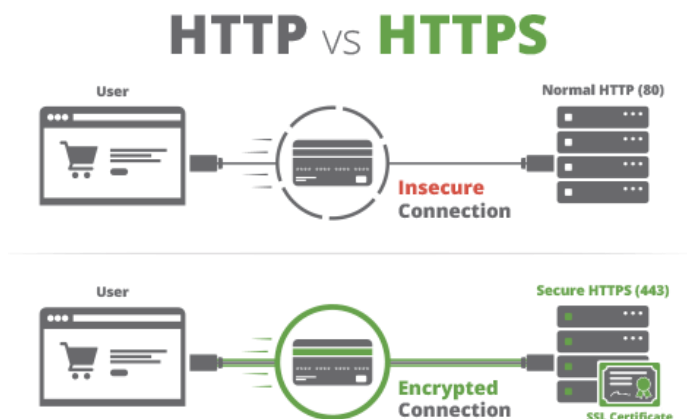 HTTP vs HTTPS
User
Normal HTTP (80)
Insecure
Connection
User
Secure HTTPS (443)
Encrypted
Connection
SSL Certificate